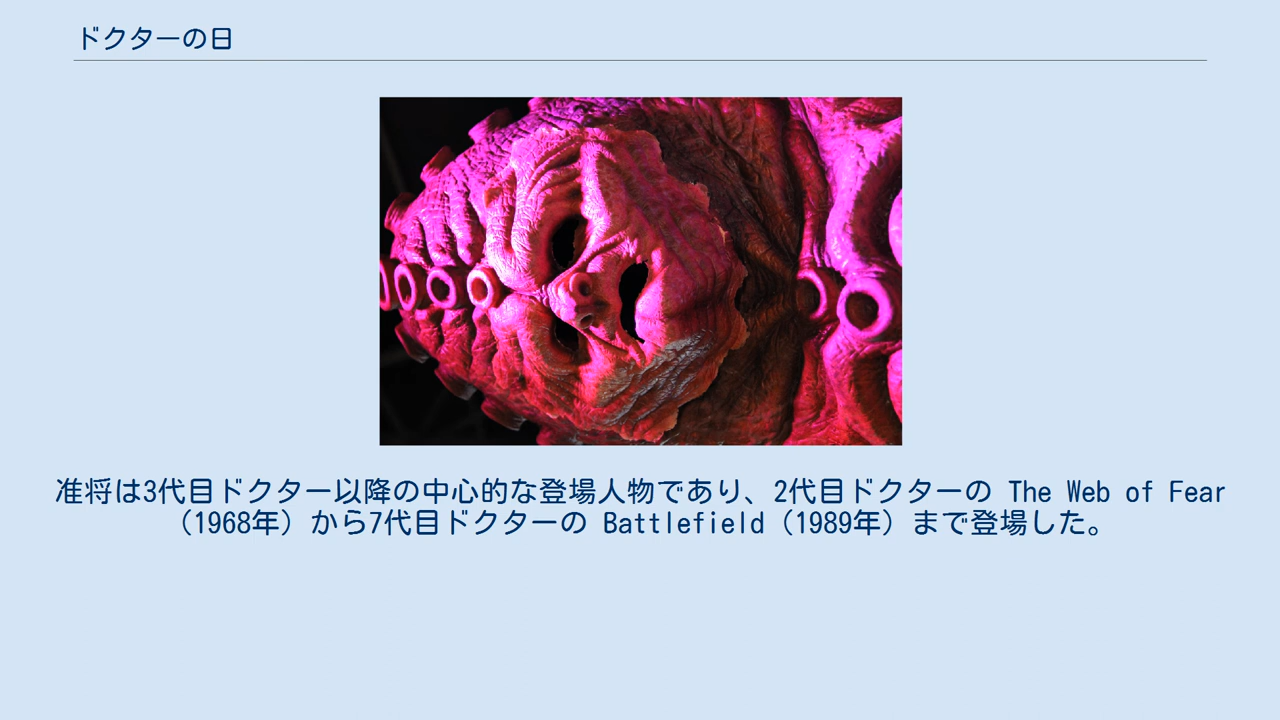 ドクターの日
准将は3代目ドクター以降の中心的な登場人物であり、2代目ドクターの The Web of Fear
（1968年）から7代目ドクターの Battlefield（1989年）まで登場した。